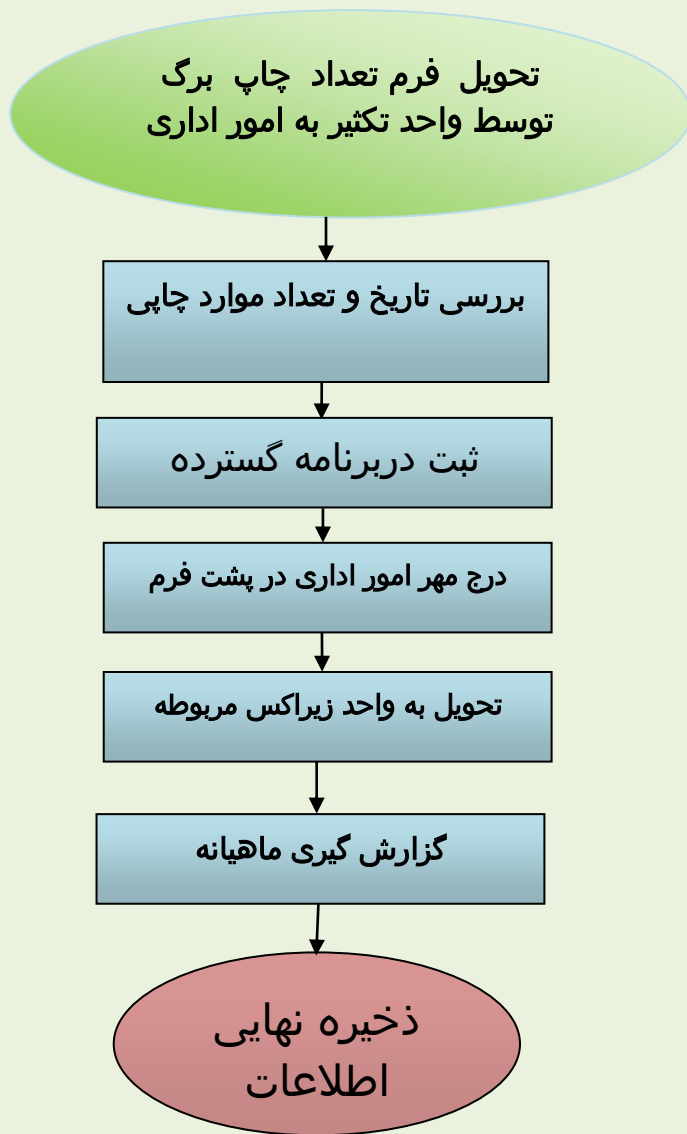 تحویل فرم تعداد چاپ برگ
توسط واحد تکثیر به امور اداری
بررسی تاریخ و تعداد موارد چاپی
ثبت دربرنامه گسترده
درج مهر امور اداری در پشت فرم
تحویل به واحد زیراکس مربوطه
گزارش گیری ماهیانه
ذخیره نهایی
اطلاعات